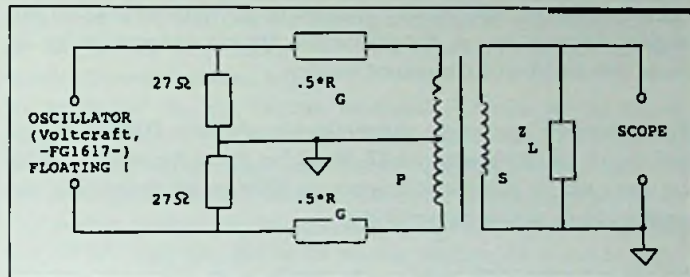 27Ω
.5*R
G
OSCILLATOR
(Voltcraft,
-FG1617-)
FLOATING !
27Ω
.5*R
G
P
S
Z
L
SCOPE